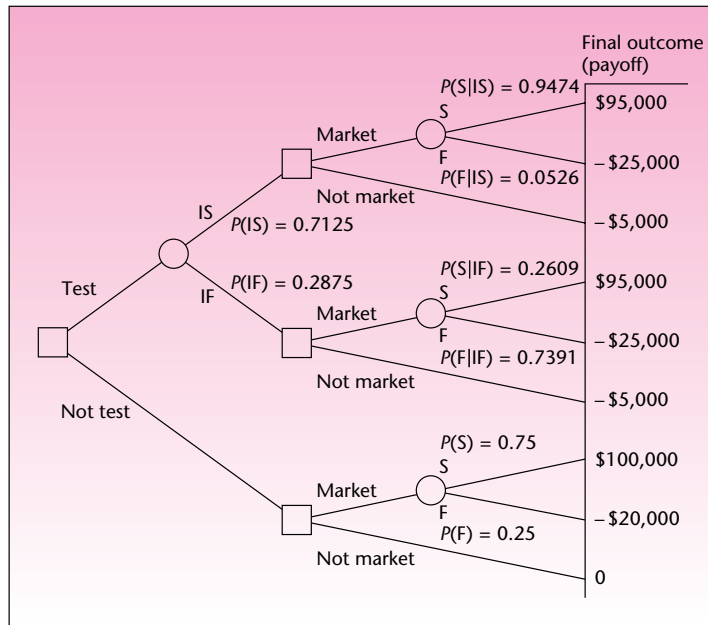 Final outcome
(payoff)
P(S|IS) = 0.9474
$95,000
S
Market
F
– $25,000
P(F|IS) = 0.0526
Not market
IS
P(IS) = 0.7125
– $5,000
P(IF) = 0.2875
P(S|IF) = 0.2609
$95,000
Test
IF
S
Market
F
– $25,000
P(F|IF) = 0.7391
Not market
– $5,000
Not test
P(S) = 0.75
$100,000
S
Market
F
– $20,000
P(F) = 0.25
Not market
0